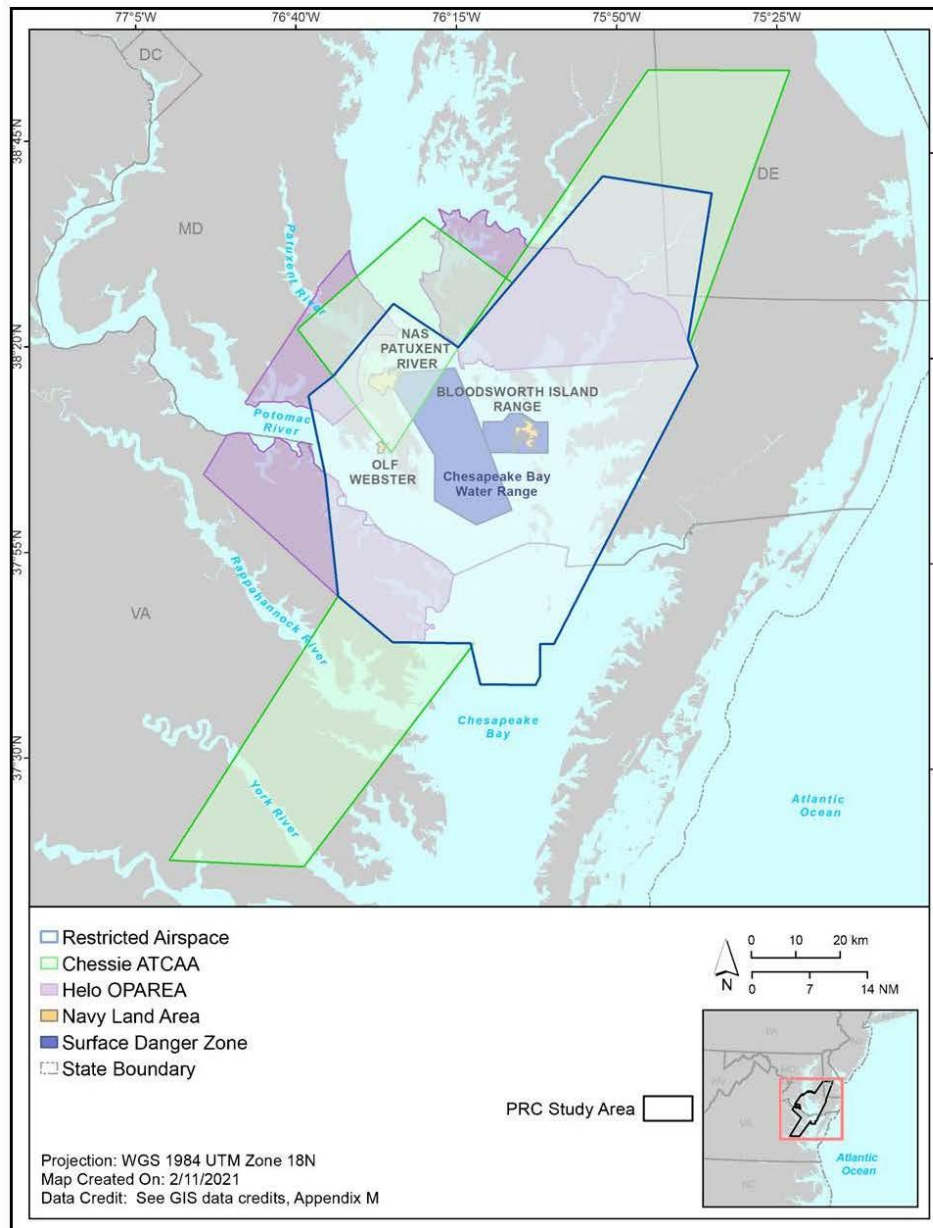 77°5'W 76°40'W 76°15'W 75°50'W 75°25'W
DC
38°45'N
DE
MD
Patuxent River
NAS
PATUXENT
RIVER
38°20'N
BLOODSWORTH ISLAND
RANGE
Potomac
River
OLF
WEBSTER
Chesapeake Bay
Water Range
37°55'N
Rappahannock River
VA
Chesapeake
Bay
37°30'N
York River
Atlantic
Ocean
Restricted Airspace
Chessie ATCAA
Helo OPAREA
Navy Land Area
Surface Danger Zone
State Boundary
N
0 10 20 km
0 7 14 NM
PRC Study Area
PA
NJ
MD
WV
VA
NC
Atlantic
Ocean
Projection: WGS 1984 UTM Zone 18N
Map Created On: 2/11/2021
Data Credit: See GIS data credits, Appendix M